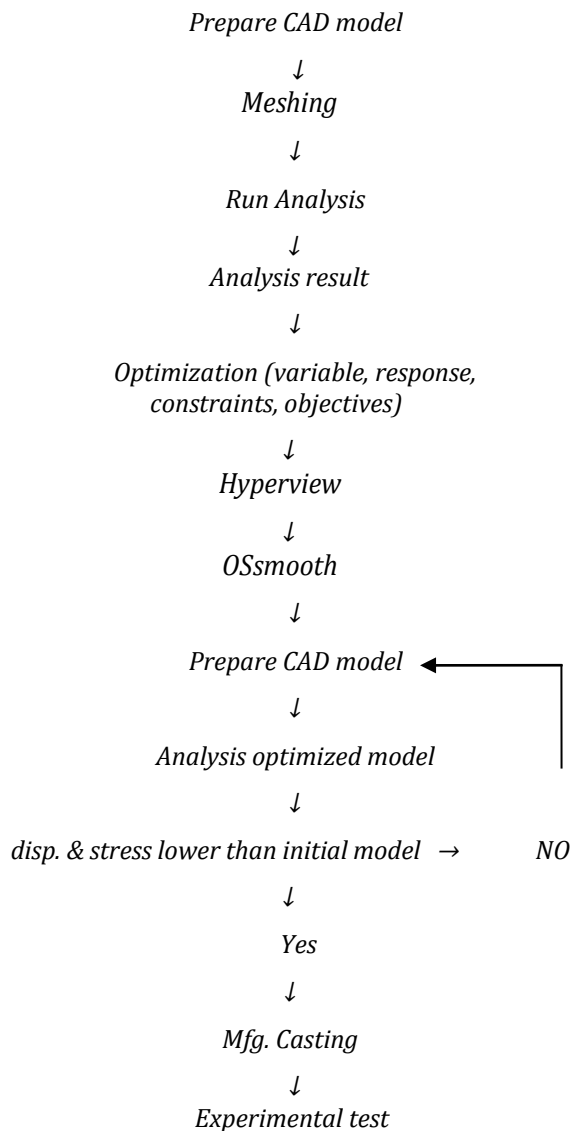 Prepare CAD model
↓
Meshing
↓
Run Analysis
↓
Analysis result
↓
Optimization (variable, response,
constraints, objectives)
↓
Hyperview
↓
OSsmooth
↓
Prepare CAD model
↓
Analysis optimized model
↓
disp. & stress lower than initial model → NO
↓
Yes
↓
Mfg. Casting
↓
Experimental test